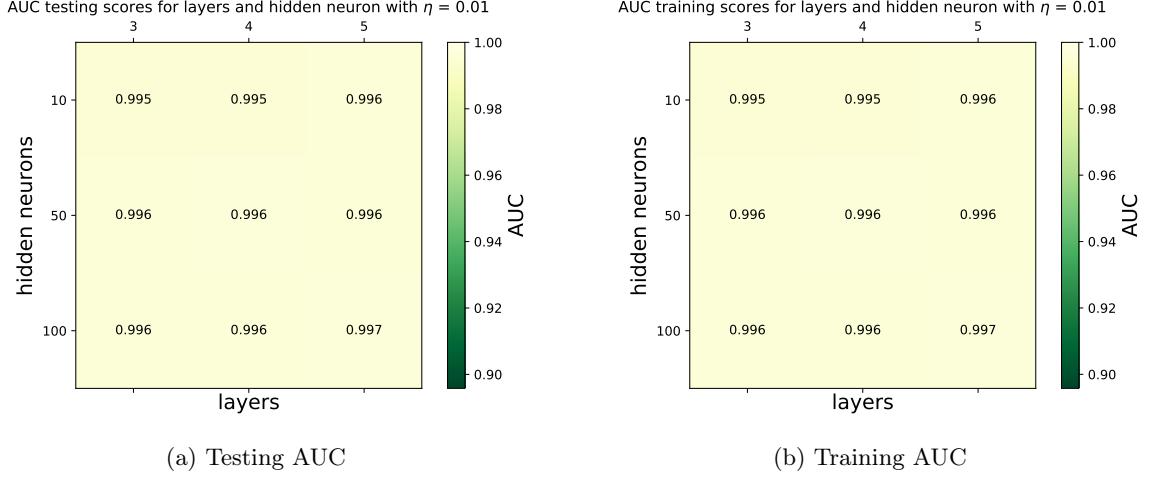 AUC testing scores for layers and hidden neuron with η = 0.01
3 4 5
10 0.995 0.995 0.996
50 0.996 0.996 0.996
100 0.996 0.996 0.997
hidden neurons
layers
1.00
0.98
0.96
0.94
0.92
0.90
AUC
(a) Testing AUC
AUC training scores for layers and hidden neuron with η = 0.01
3 4 5
10 0.995 0.995 0.996
50 0.996 0.996 0.996
100 0.996 0.996 0.997
hidden neurons
layers
1.00
0.98
0.96
0.94
0.92
0.90
AUC
(b) Training AUC